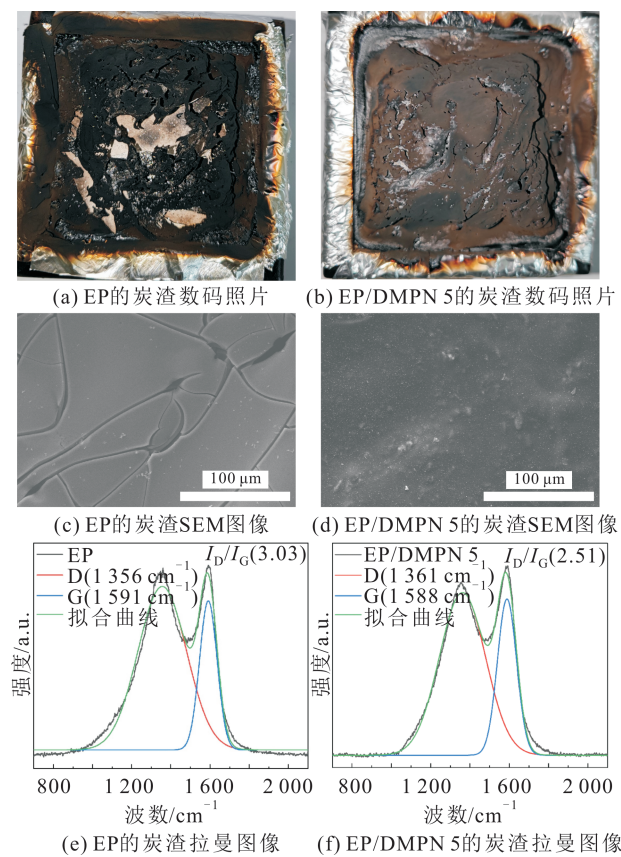 (a) EP的炭渣数码照片
(b) EP/DMPN 5的炭渣数码照片
100 μm
100 μm
(c) EP的炭渣SEM图像
(d) EP/DMPN 5的炭渣SEM图像
EP
I_D/I_G(3.03)
D(1 356 cm⁻¹)
G(1 591 cm⁻¹)
拟合曲线
强度/a.u.
800 1 200 1 600 2 000
波数/cm⁻¹
(e) EP的炭渣拉曼图像
EP/DMPN 5
I_D/I_G(2.51)
D(1 361 cm⁻¹)
G(1 588 cm⁻¹)
拟合曲线
强度/a.u.
800 1 200 1 600 2 000
波数/cm⁻¹
(f) EP/DMPN 5的炭渣拉曼图像